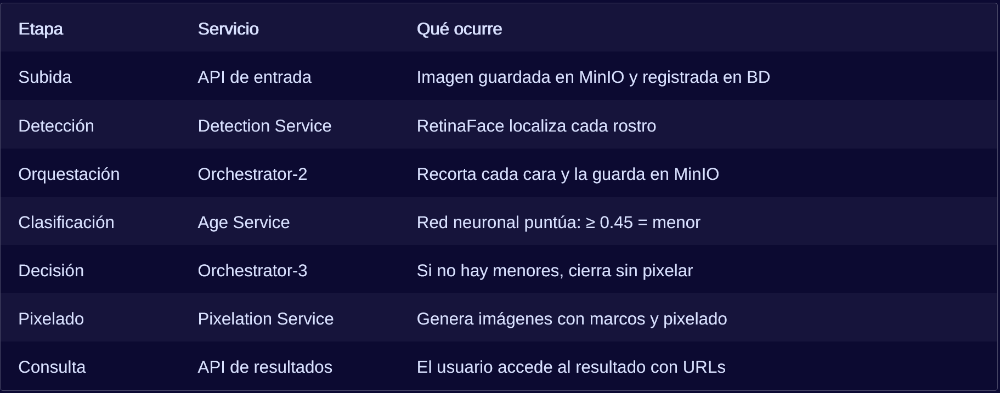 Etapa Servicio Qué ocurre
Subida API de entrada Imagen guardada en MinIO y registrada en BD
Detección Detection Service RetinaFace localiza cada rostro
Orquestación Orchestrator-2 Recorta cada cara y la guarda en MinIO
Clasificación Age Service Red neuronal puntúa: ≥ 0.45 = menor
Decisión Orchestrator-3 Si no hay menores, cierra sin pixelar
Pixelado Pixelation Service Genera imágenes con marcos y pixelado
Consulta API de resultados El usuario accede al resultado con URLs